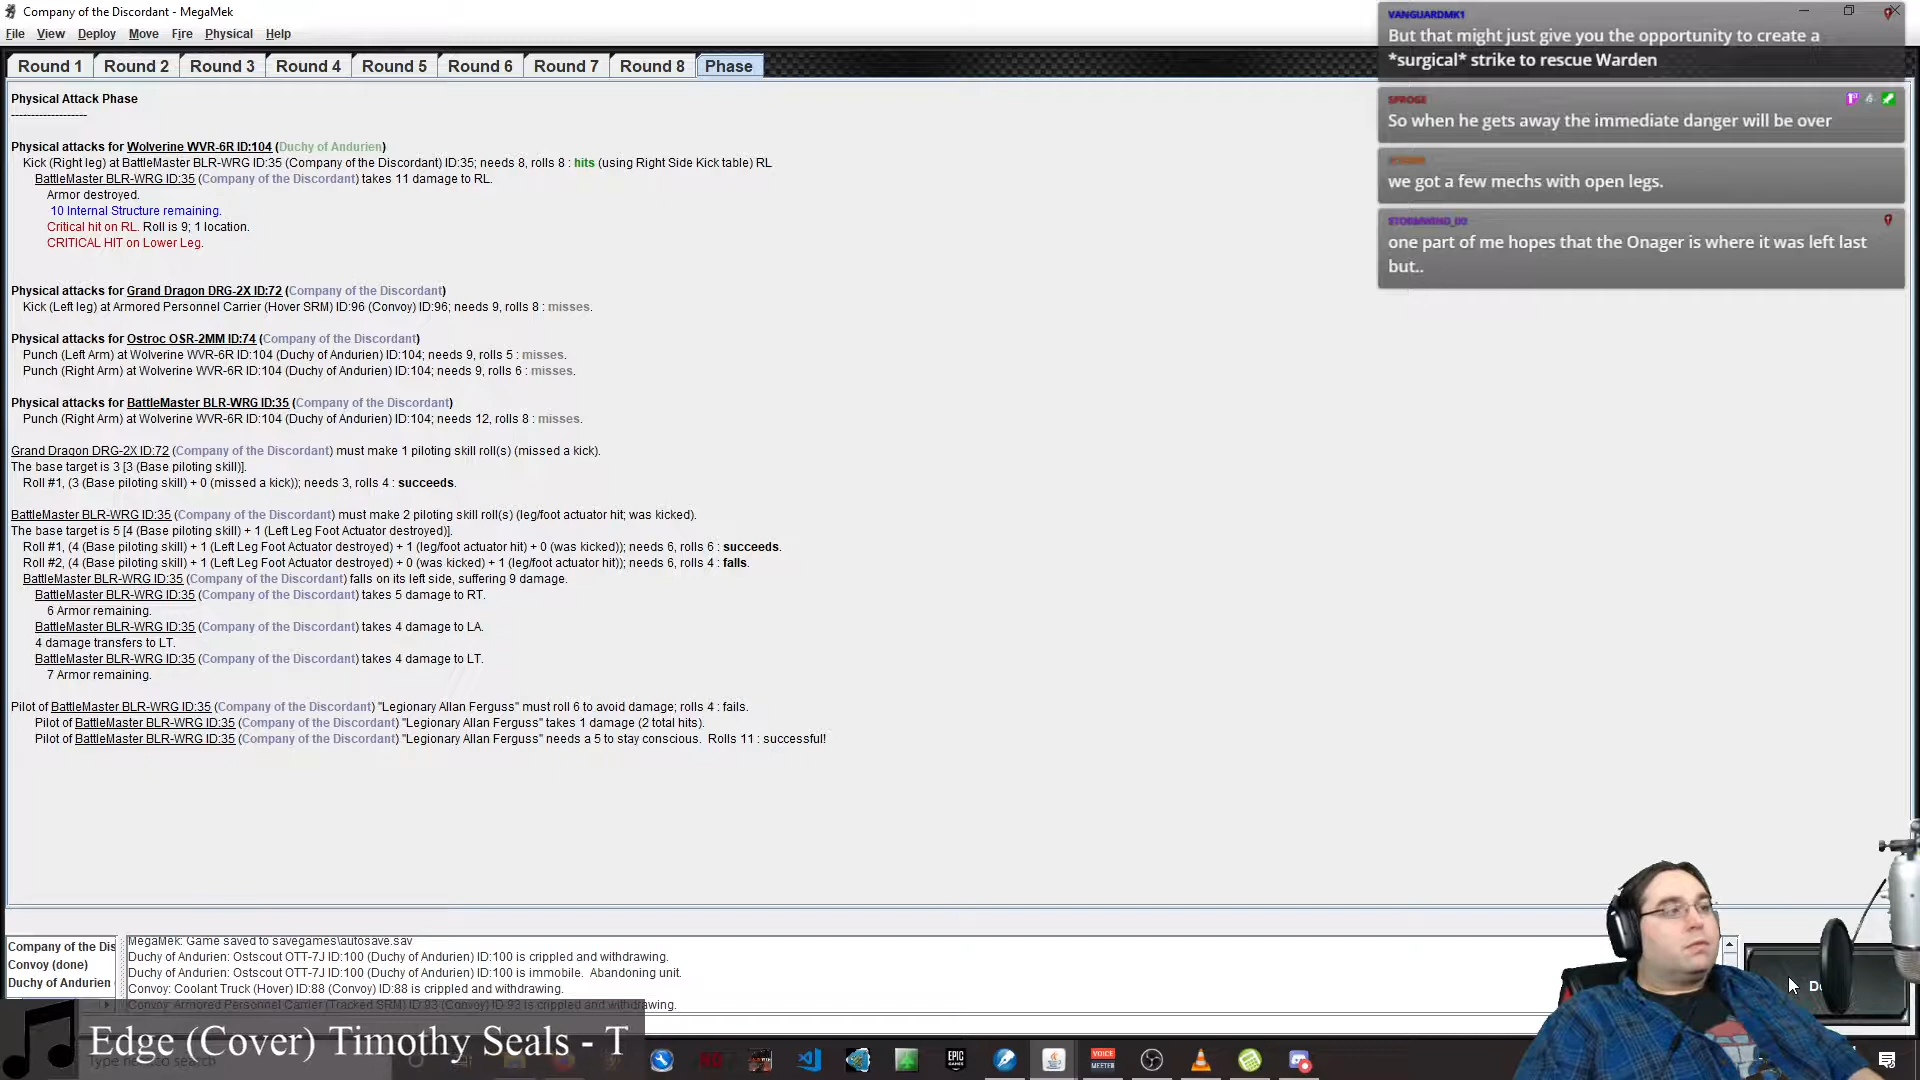 Company of the Discordant - MegaMek
File View Deploy Move Fire Physical Help
Round 1 Round 2 Round 3 Round 4 Round 5 Round 6 Round 7 Round 8 Phase
Physical Attack Phase
-------------------
Physical attacks for Wolverine WVR-6R ID:104 (Duchy of Andurien)
Kick (Right leg) at BattleMaster BLR-WRG ID:35 (Company of the Discordant) ID:35; needs 8, rolls 8 : hits (using Right Side Kick table) RL
BattleMaster BLR-WRG ID:35 (Company of the Discordant) takes 11 damage to RL.
Armor destroyed.
10 Internal Structure remaining.
Critical hit on RL. Roll is 9; 1 location.
CRITICAL HIT on Lower Leg.
Physical attacks for Grand Dragon DRG-2X ID:72 (Company of the Discordant)
Kick (Left leg) at Armored Personnel Carrier (Hover SRM) ID:96 (Convoy) ID:96; needs 9, rolls 8 : misses.
Physical attacks for Ostroc OSR-2MM ID:74 (Company of the Discordant)
Punch (Left Arm) at Wolverine WVR-6R ID:104 (Duchy of Andurien) ID:104; needs 9, rolls 5 : misses.
Punch (Right Arm) at Wolverine WVR-6R ID:104 (Duchy of Andurien) ID:104; needs 9, rolls 6 : misses.
Physical attacks for BattleMaster BLR-WRG ID:35 (Company of the Discordant)
Punch (Right Arm) at Wolverine WVR-6R ID:104 (Duchy of Andurien) ID:104; needs 12, rolls 8 : misses.
Grand Dragon DRG-2X ID:72 (Company of the Discordant) must make 1 piloting skill roll(s) (missed a kick).
The base target is 3 [3 (Base piloting skill)].
Roll #1, (3 (Base piloting skill) + 0 (missed a kick)); needs 3, rolls 4 : succeeds.
BattleMaster BLR-WRG ID:35 (Company of the Discordant) must make 2 piloting skill roll(s) (leg/foot actuator hit; was kicked).
The base target is 5 [4 (Base piloting skill) + 1 (Left Leg Foot Actuator destroyed)].
Roll #1, (4 (Base piloting skill) + 1 (Left Leg Foot Actuator destroyed) + 1 (leg/foot actuator hit) + 0 (was kicked)); needs 6, rolls 6 : succeeds.
Roll #2, (4 (Base piloting skill) + 1 (Left Leg Foot Actuator destroyed) + 0 (was kicked) + 1 (leg/foot actuator hit)); needs 6, rolls 4 : falls.
BattleMaster BLR-WRG ID:35 (Company of the Discordant) falls on its left side, suffering 9 damage.
BattleMaster BLR-WRG ID:35 (Company of the Discordant) takes 5 damage to RT.
6 Armor remaining.
BattleMaster BLR-WRG ID:35 (Company of the Discordant) takes 4 damage to LA.
4 damage transfers to LT.
BattleMaster BLR-WRG ID:35 (Company of the Discordant) takes 4 damage to LT.
7 Armor remaining.
Pilot of BattleMaster BLR-WRG ID:35 (Company of the Discordant) "Legionary Allan Ferguss" must roll 6 to avoid damage; rolls 4 : fails.
Pilot of BattleMaster BLR-WRG ID:35 (Company of the Discordant) "Legionary Allan Ferguss" takes 1 damage (2 total hits).
Pilot of BattleMaster BLR-WRG ID:35 (Company of the Discordant) "Legionary Allan Ferguss" needs a 5 to stay conscious. Rolls 11 : successful!
VANGUARDMK1
But that might just give you the opportunity to create a
*surgical* strike to rescue Warden
SPROGE
So when he gets away the immediate danger will be over
we got a few mechs with open legs.
STORMWIND_02
one part of me hopes that the Onager is where it was left last
but..
Company of the Dis
Convoy (done)
Duchy of Andurien
MegaMek: Game saved to savegames\autosave.sav
Duchy of Andurien: Ostscout OTT-7J ID:100 (Duchy of Andurien) ID:100 is crippled and withdrawing.
Duchy of Andurien: Ostscout OTT-7J ID:100 (Duchy of Andurien) ID:100 is immobile. Abandoning unit.
Convoy: Coolant Truck (Hover) ID:88 (Convoy) ID:88 is crippled and withdrawing.
Convoy: Armored Personnel Carrier (Tracked SRM) ID:93 (Convoy) ID:93 is crippled and withdrawing.
Edge (Cover) Timothy Seals - T
Type here to search
EPIC
GAMES
VOICE
MEETER